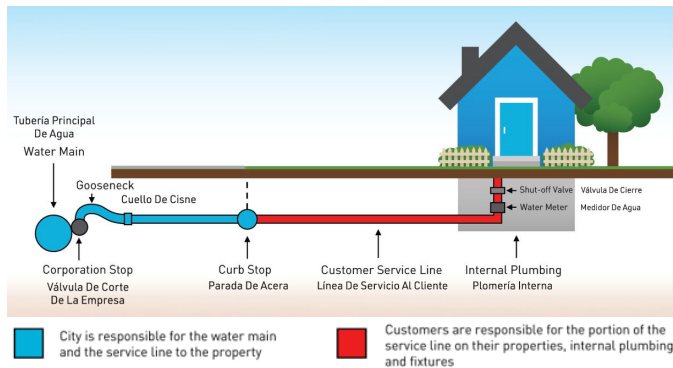 Tubería Principal
De Agua
Water Main
Gooseneck
Cuello De Cisne
Shut-off Valve
Válvula De Cierre
Water Meter
Medidor De Agua
Corporation Stop
Válvula De Corte
De La Empresa
Curb Stop
Parada De Acera
Customer Service Line
Línea De Servicio Al Cliente
Internal Plumbing
Plomería Interna
City is responsible for the water main
and the service line to the property
Customers are responsible for the portion of the
service line on their properties, internal plumbing
and fixtures